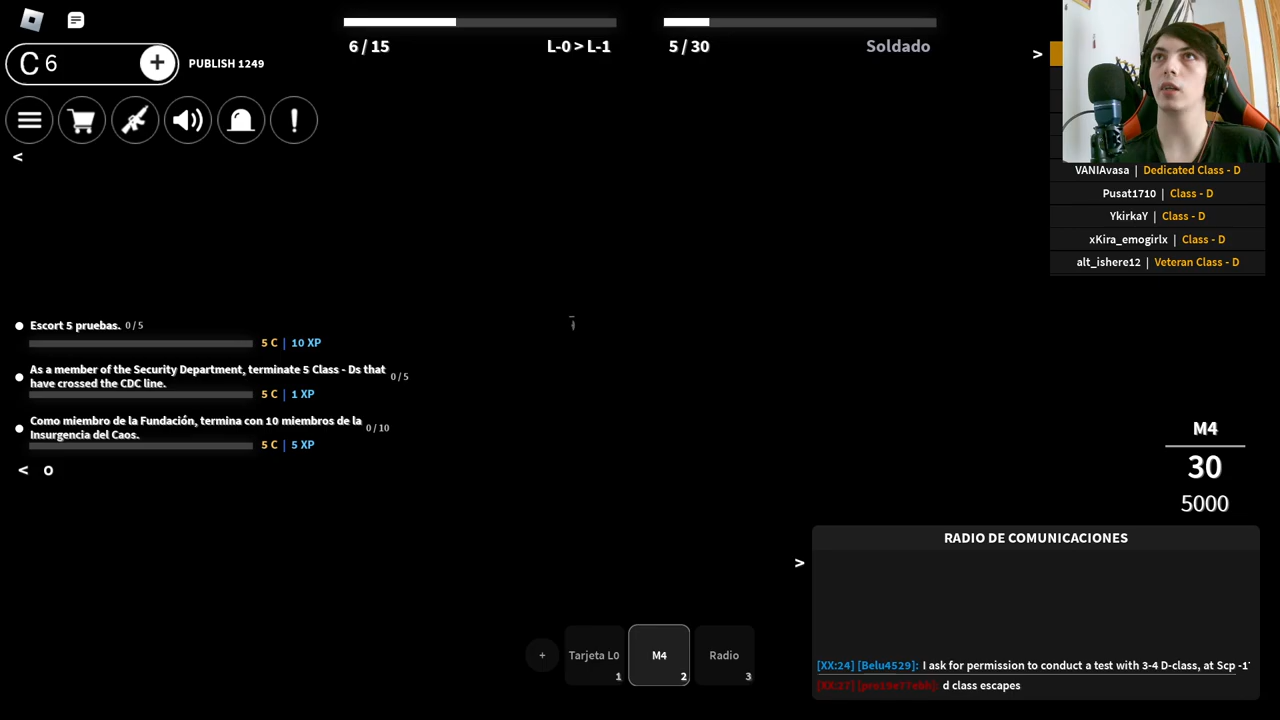 6 / 15
L-0 > L-1
5 / 30
Soldado
C 6
+
PUBLISH 1249
<
>
VANIAvasa | Dedicated Class - D
Pusat1710 | Class - D
YkirkaY | Class - D
xKira_emogirlx | Class - D
alt_ishere12 | Veteran Class - D
Escort 5 pruebas. 0 / 5
5 C | 10 XP
As a member of the Security Department, terminate 5 Class - Ds that
have crossed the CDC line. 0 / 5
5 C | 1 XP
Como miembro de la Fundación, termina con 10 miembros de la
Insurgencia del Caos. 0 / 10
5 C | 5 XP
< O
M4
30
5000
RADIO DE COMUNICACIONES
>
[XX:24] [Belu4529]: I ask for permission to conduct a test with 3-4 D-class, at Scp -1
[XX:27] d class escapes
+
Tarjeta L0
1
M4
2
Radio
3